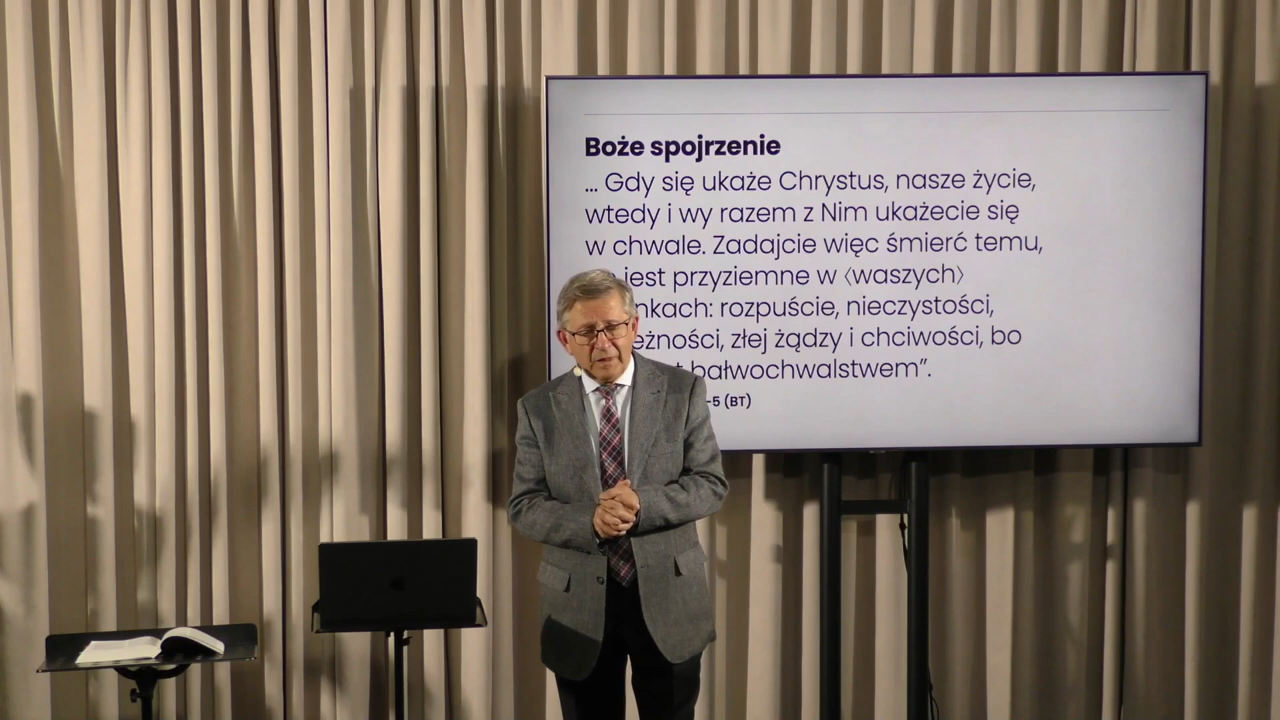 Boże spojrzenie
... Gdy się ukaże Chrystus, nasze życie,
wtedy i wy razem z Nim ukażecie się
w chwale. Zadajcie więc śmierć temu,
jest przyziemne w ⟨waszych⟩
nkach: rozpuście, nieczystości,
eżności, złej żądzy i chciwości, bo
t bałwochwalstwem”.
-5 (BT)